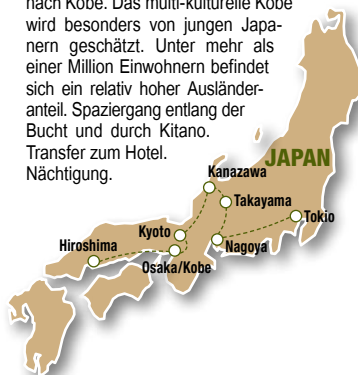 nach Kobe. Das multi-kulturelle Kobe
wird besonders von jungen Japa-
nern geschätzt. Unter mehr als
einer Million Einwohnern befindet
sich ein relativ hoher Ausländer-
anteil. Spaziergang entlang der
Bucht und durch Kitano.
Transfer zum Hotel.
Nächtigung.
JAPAN
Kanazawa
Takayama
Tokio
Kyoto
Hiroshima
Nagoya
Osaka/Kobe